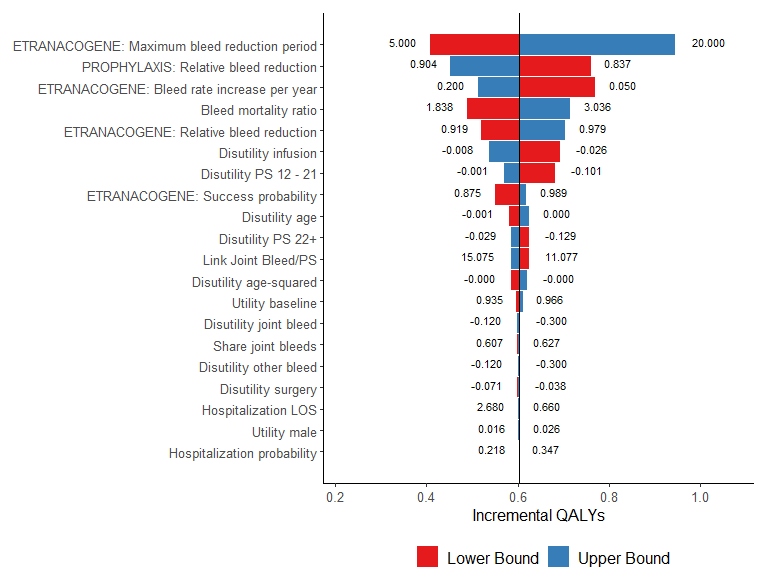 ETRANACOGENE: Maximum bleed reduction period 5.000 20.000
PROPHYLAXIS: Relative bleed reduction 0.904 0.837
ETRANACOGENE: Bleed rate increase per year 0.200 0.050
Bleed mortality ratio 1.838 3.036
ETRANACOGENE: Relative bleed reduction 0.919 0.979
Disutility infusion -0.008 -0.026
Disutility PS 12 - 21 -0.001 -0.101
ETRANACOGENE: Success probability 0.875 0.989
Disutility age -0.001 0.000
Disutility PS 22+ -0.029 -0.129
Link Joint Bleed/PS 15.075 11.077
Disutility age-squared -0.000 -0.000
Utility baseline 0.935 0.966
Disutility joint bleed -0.120 -0.300
Share joint bleeds 0.607 0.627
Disutility other bleed -0.120 -0.300
Disutility surgery -0.071 -0.038
Hospitalization LOS 2.680 0.660
Utility male 0.016 0.026
Hospitalization probability 0.218 0.347
0.2 0.4 0.6 0.8 1.0
Incremental QALYs
Lower Bound Upper Bound